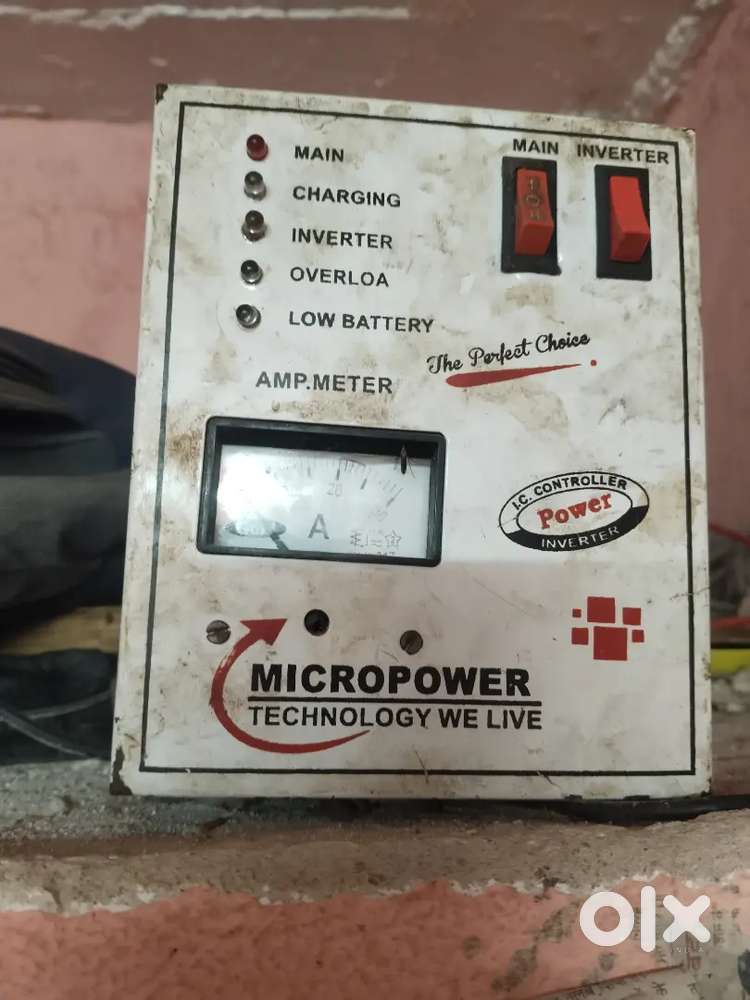 MAIN
CHARGING
INVERTER
OVERLOA
LOW BATTERY
MAIN INVERTER
The Perfect Choice
AMP.METER
20
A
I.C. CONTROLLER
Power
INVERTER
MICROPOWER
TECHNOLOGY WE LIVE
olx
INDIA